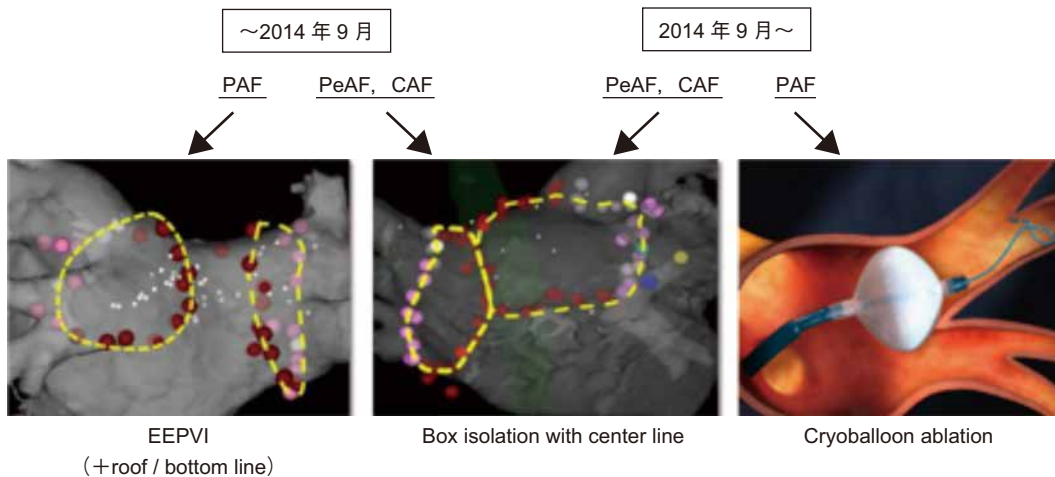 ～2014 年 9 月
2014 年 9 月～
PAF
PeAF， CAF
PeAF， CAF
PAF
EEPVI
（＋roof / bottom line）
Box isolation with center line
Cryoballoon ablation